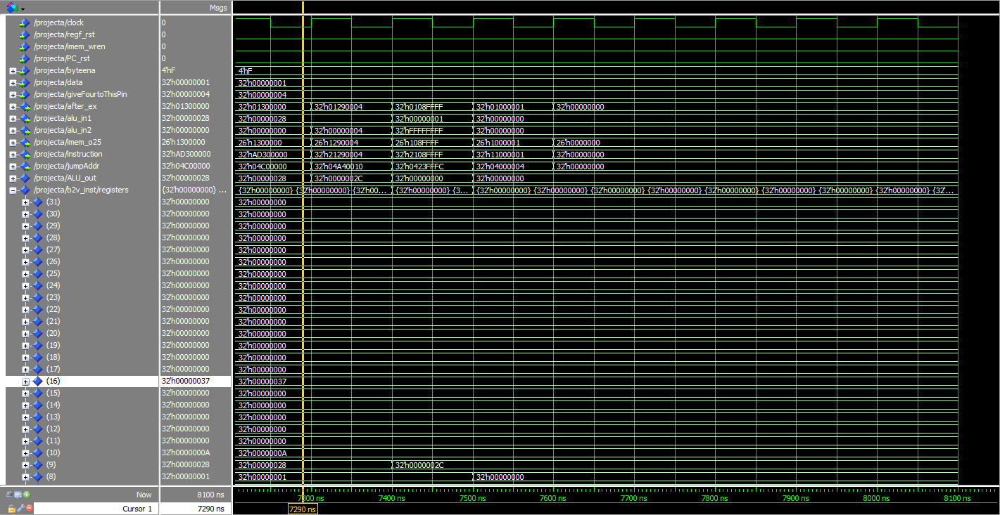 Msgs
/projecta/clock 0
/projecta/regf_rst 0
/projecta/imem_wren 0
/projecta/PC_rst 0
/projecta/byteena 4'hF 4'hF
/projecta/data 32'h00000001 32'h00000001
/projecta/giveFourtoThisPin 32'h00000004 32'h00000004
/projecta/after_ex 32'h01300000 32'h01300000 32'h01290004 32'h0108FFFF 32'h01000001 32'h00000000
/projecta/alu_in1 32'h00000028 32'h00000028 32'h00000001 32'h00000000
/projecta/alu_in2 32'h00000000 32'h00000000 32'h00000004 32'hFFFFFFFF 32'h00000000
/projecta/imem_o25 26'h1300000 26'h1300000 26'h1290004 26'h108FFFF 26'h1000001 26'h0000000
/projecta/instruction 32'hAD300000 32'hAD300000 32'h21290004 32'h2108FFFF 32'h11000001 32'h00000000
/projecta/jumpAddr 32'h04C00000 32'h04C00000 32'h04A40010 32'h0423FFFC 32'h04000004 32'h00000000
/projecta/ALU_out 32'h00000028 32'h00000028 32'h0000002C 32'h00000000 32'h00000000
/projecta/b2v_inst/registers {32'h00000000} ... {32'h00000000} {32'h00000000} {32'h00... {32'h00000000} {3... {32'h00000000} {32'h00000000} {32'h00000000} {32'h00000000} {32'h00000000} {32'h00000000} {32'h00000000} {32'h00000000} {32'...
(31) 32'h00000000 32'h00000000
(30) 32'h00000000 32'h00000000
(29) 32'h00000000 32'h00000000
(28) 32'h00000000 32'h00000000
(27) 32'h00000000 32'h00000000
(26) 32'h00000000 32'h00000000
(25) 32'h00000000 32'h00000000
(24) 32'h00000000 32'h00000000
(23) 32'h00000000 32'h00000000
(22) 32'h00000000 32'h00000000
(21) 32'h00000000 32'h00000000
(20) 32'h00000000 32'h00000000
(19) 32'h00000000 32'h00000000
(18) 32'h00000000 32'h00000000
(17) 32'h00000000 32'h00000000
(16) 32'h00000037 32'h00000037
(15) 32'h00000000 32'h00000000
(14) 32'h00000000 32'h00000000
(13) 32'h00000000 32'h00000000
(12) 32'h00000000 32'h00000000
(11) 32'h00000000 32'h00000000
(10) 32'h0000000A 32'h0000000A
(9) 32'h00000028 32'h00000028 32'h0000002C
(8) 32'h00000001 32'h00000001 32'h00000000
Now 8100 ns 7300 ns 7400 ns 7500 ns 7600 ns 7700 ns 7800 ns 7900 ns 8000 ns 8100 ns
Cursor 1 7290 ns 7290 ns